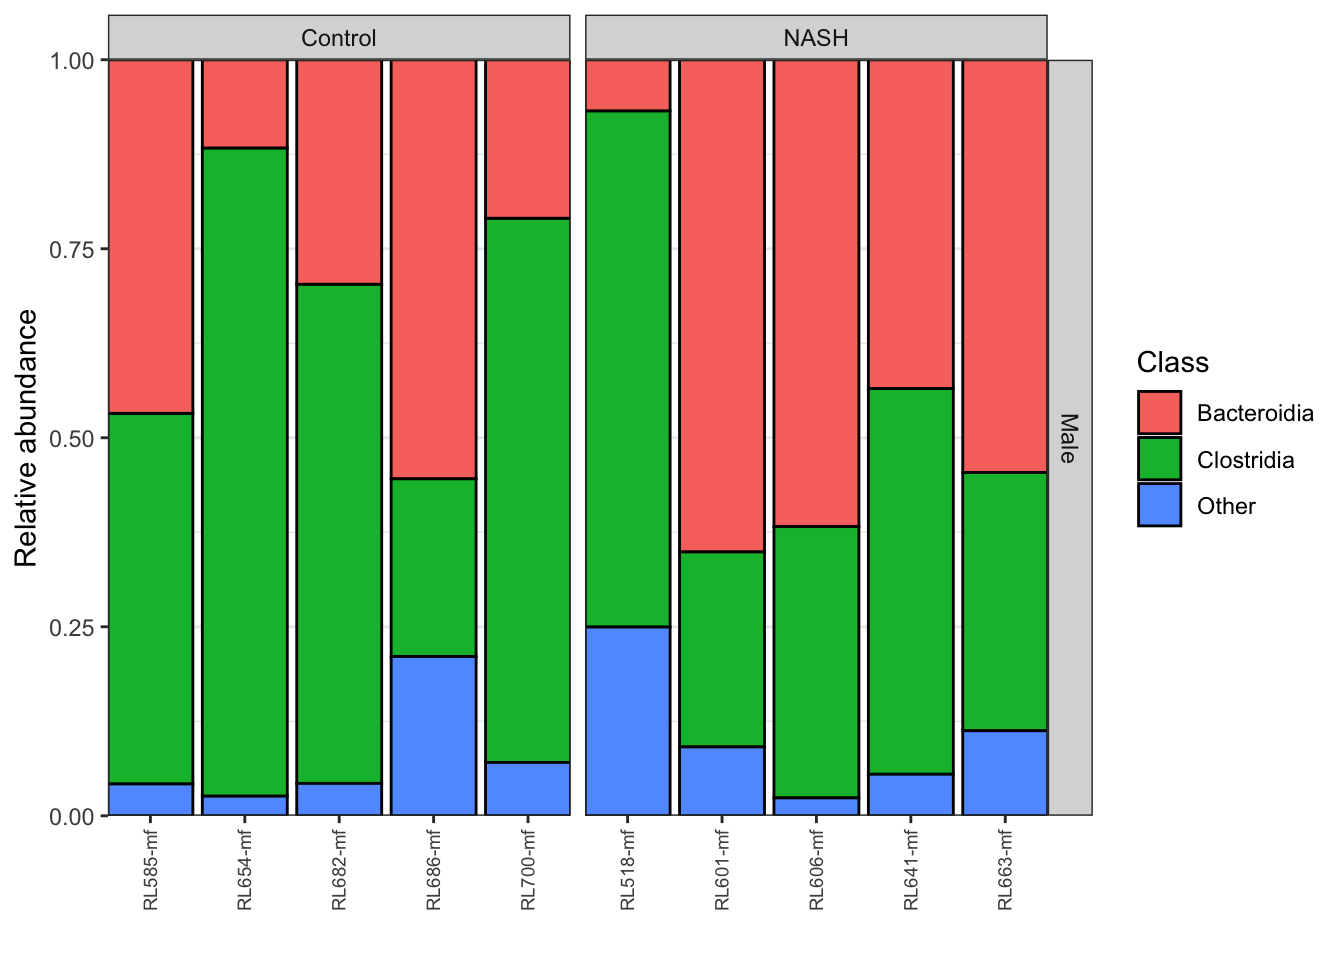 Control
NASH
Male
Relative abundance
1.00
0.75
0.50
0.25
0.00
RL585-mf
RL654-mf
RL682-mf
RL686-mf
RL700-mf
RL518-mf
RL601-mf
RL606-mf
RL641-mf
RL663-mf
Class
Bacteroidia
Clostridia
Other